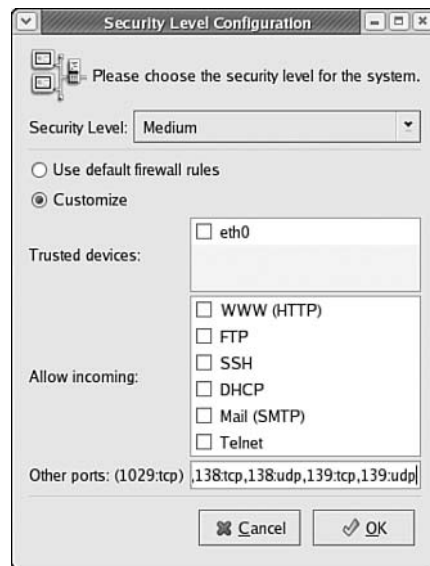 Security Level Configuration
Please choose the security level for the system.
Security Level: Medium
Use default firewall rules
Customize
Trusted devices:
eth0
Allow incoming:
WWW (HTTP)
FTP
SSH
DHCP
Mail (SMTP)
Telnet
Other ports: (1029:tcp) ,138:tcp,138:udp,139:tcp,139:udp
Cancel OK